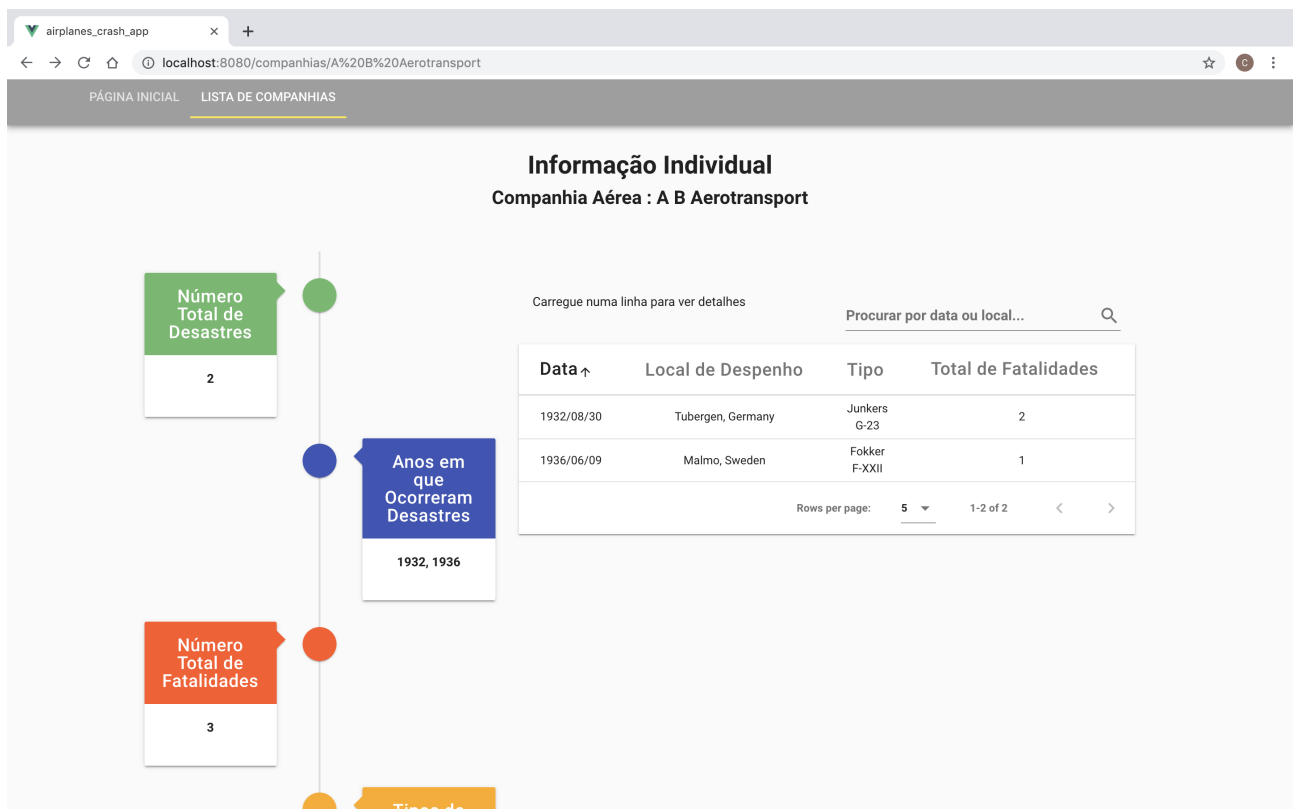 airplanes_crash_app
localhost:8080/companhias/A%20B%20Aerotransport
C
PÁGINA INICIAL LISTA DE COMPANHIAS
Informação Individual
Companhia Aérea : A B Aerotransport
Número
Total de
Desastres
2
Anos em
que
Ocorreram
Desastres
1932, 1936
Número
Total de
Fatalidades
3
Tipos de
Carregue numa linha para ver detalhes
Procurar por data ou local...
Data Local de Despenho Tipo Total de Fatalidades
1932/08/30 Tubergen, Germany Junkers G-23 2
1936/06/09 Malmo, Sweden Fokker F-XXII 1
Rows per page: 5 1-2 of 2